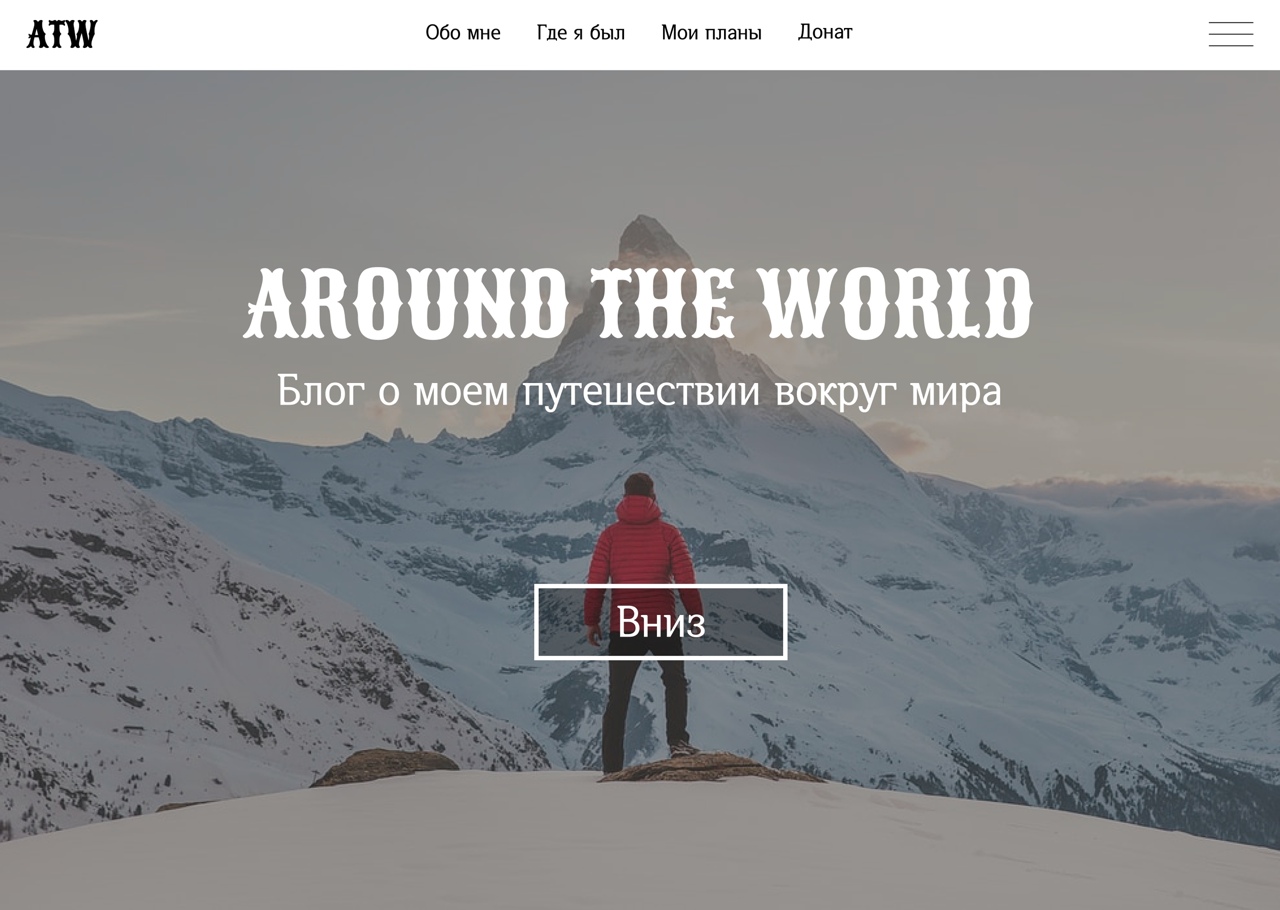 ATW
Обо мне
Где я был
Мои планы
Донат
AROUND THE WORLD
Блог о моем путешествии вокруг мира
Вниз